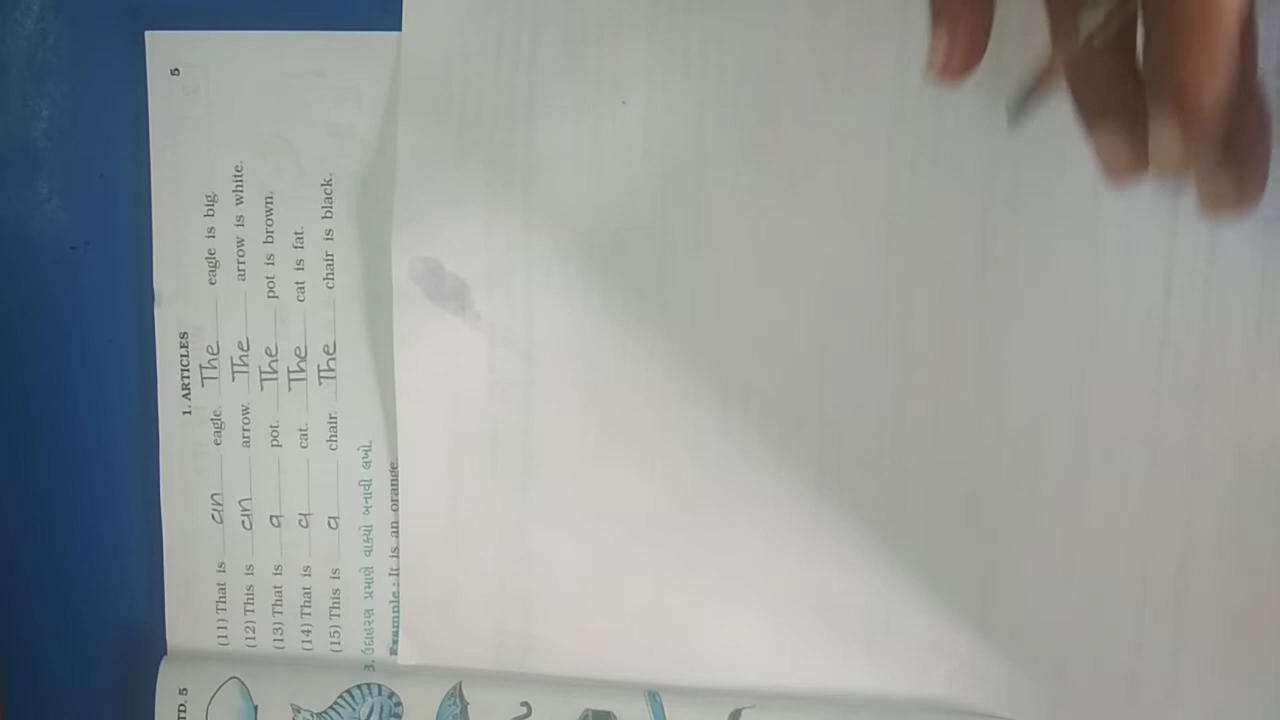 1. ARTICLES 5
(11) That is an eagle. The eagle is big.
(12) This is an arrow. The arrow is white.
(13) That is a pot. The pot is brown.
(14) That is a cat. The cat is fat.
(15) This is a chair. The chair is black.
3. ઉદાહરણ પ્રમાણે વાક્યો બનાવી લખો.
Example : It is an orange.
TD. 5